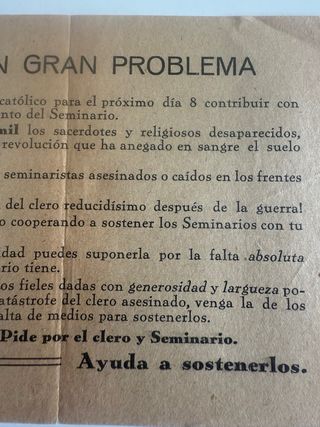 N GRAN PROBLEMA
católico para el próximo día 8 contribuir con
nto del Seminario.
mil los sacerdotes y religiosos desaparecidos,
revolución que ha anegado en sangre el suelo
seminaristas asesinados o caídos en los frentes
del clero reducidísimo después de la guerra!
o cooperando a sostener los Seminarios con tu
dad puedes suponerla por la falta absoluta
rio tiene.
os fieles dadas con generosidad y largueza po-
atástrofe del clero asesinado, venga la de los
alta de medios para sostenerlos.
Pide por el clero y Seminario.
Ayuda a sostenerlos.